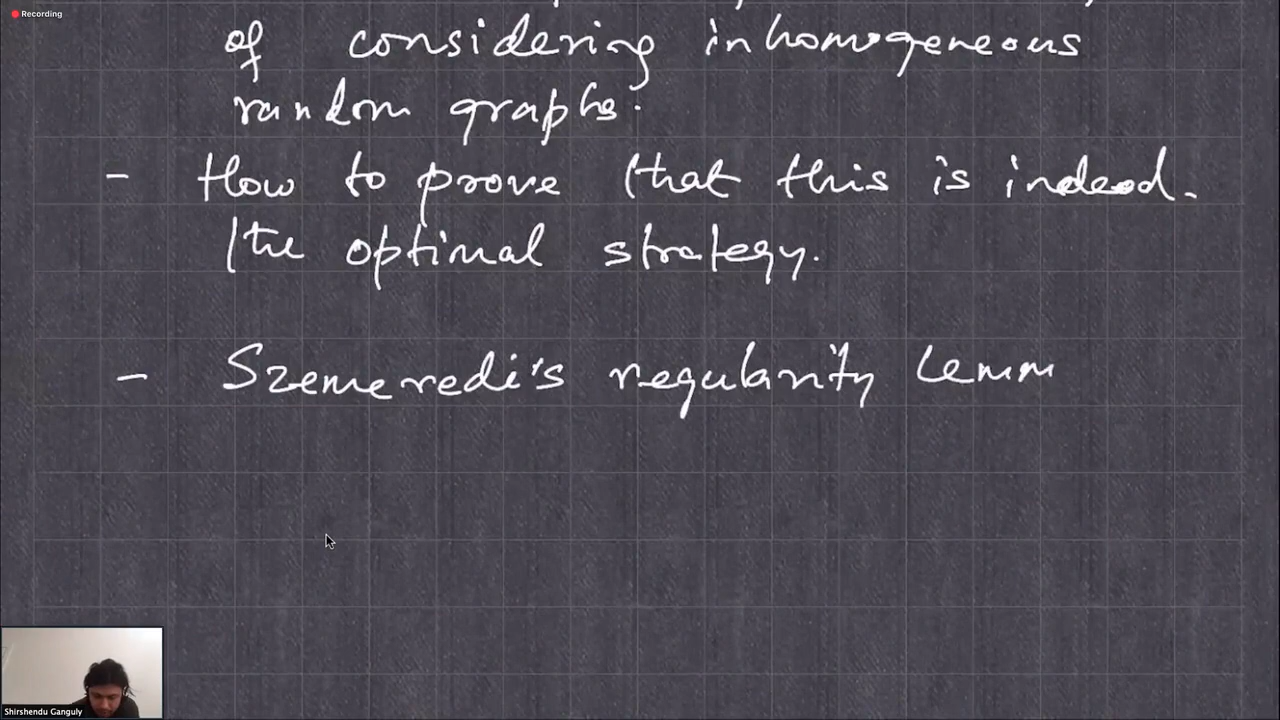 Recording
of considering inhomogeneous
random graphs.
- How to prove that this is indeed
the optimal strategy.
- Szemeredi's regularity Lemm
Shirshendu Ganguly